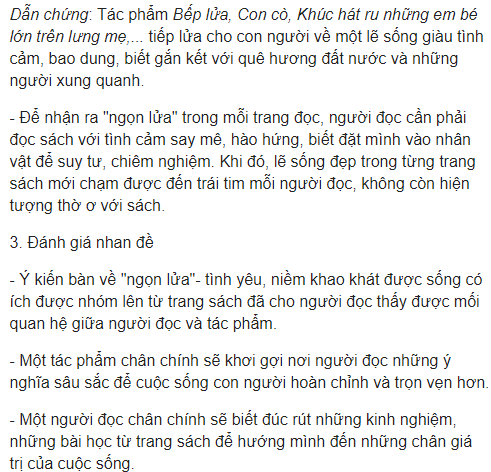 Dẫn chứng: Tác phẩm Bếp lửa, Con cò, Khúc hát ru những em bé
lớn trên lưng mẹ,... tiếp lửa cho con người về một lẽ sống giàu tình
cảm, bao dung, biết gắn kết với quê hương đất nước và những
người xung quanh.
- Để nhận ra "ngọn lửa" trong mỗi trang đọc, người đọc cần phải
đọc sách với tình cảm say mê, hào hứng, biết đặt mình vào nhân
vật để suy tư, chiêm nghiệm. Khi đó, lẽ sống đẹp trong từng trang
sách mới chạm được đến trái tim mỗi người đọc, không còn hiện
tượng thờ ơ với sách.
3. Đánh giá nhan đề
- Ý kiến bàn về "ngọn lửa"- tình yêu, niềm khao khát được sống có
ích được nhóm lên từ trang sách đã cho người đọc thấy được mối
quan hệ giữa người đọc và tác phẩm.
- Một tác phẩm chân chính sẽ khơi gợi nơi người đọc những ý
nghĩa sâu sắc để cuộc sống con người hoàn chỉnh và trọn vẹn hơn.
- Một người đọc chân chính sẽ biết đúc rút những kinh nghiệm,
những bài học từ trang sách để hướng mình đến những chân giá
trị của cuộc sống.